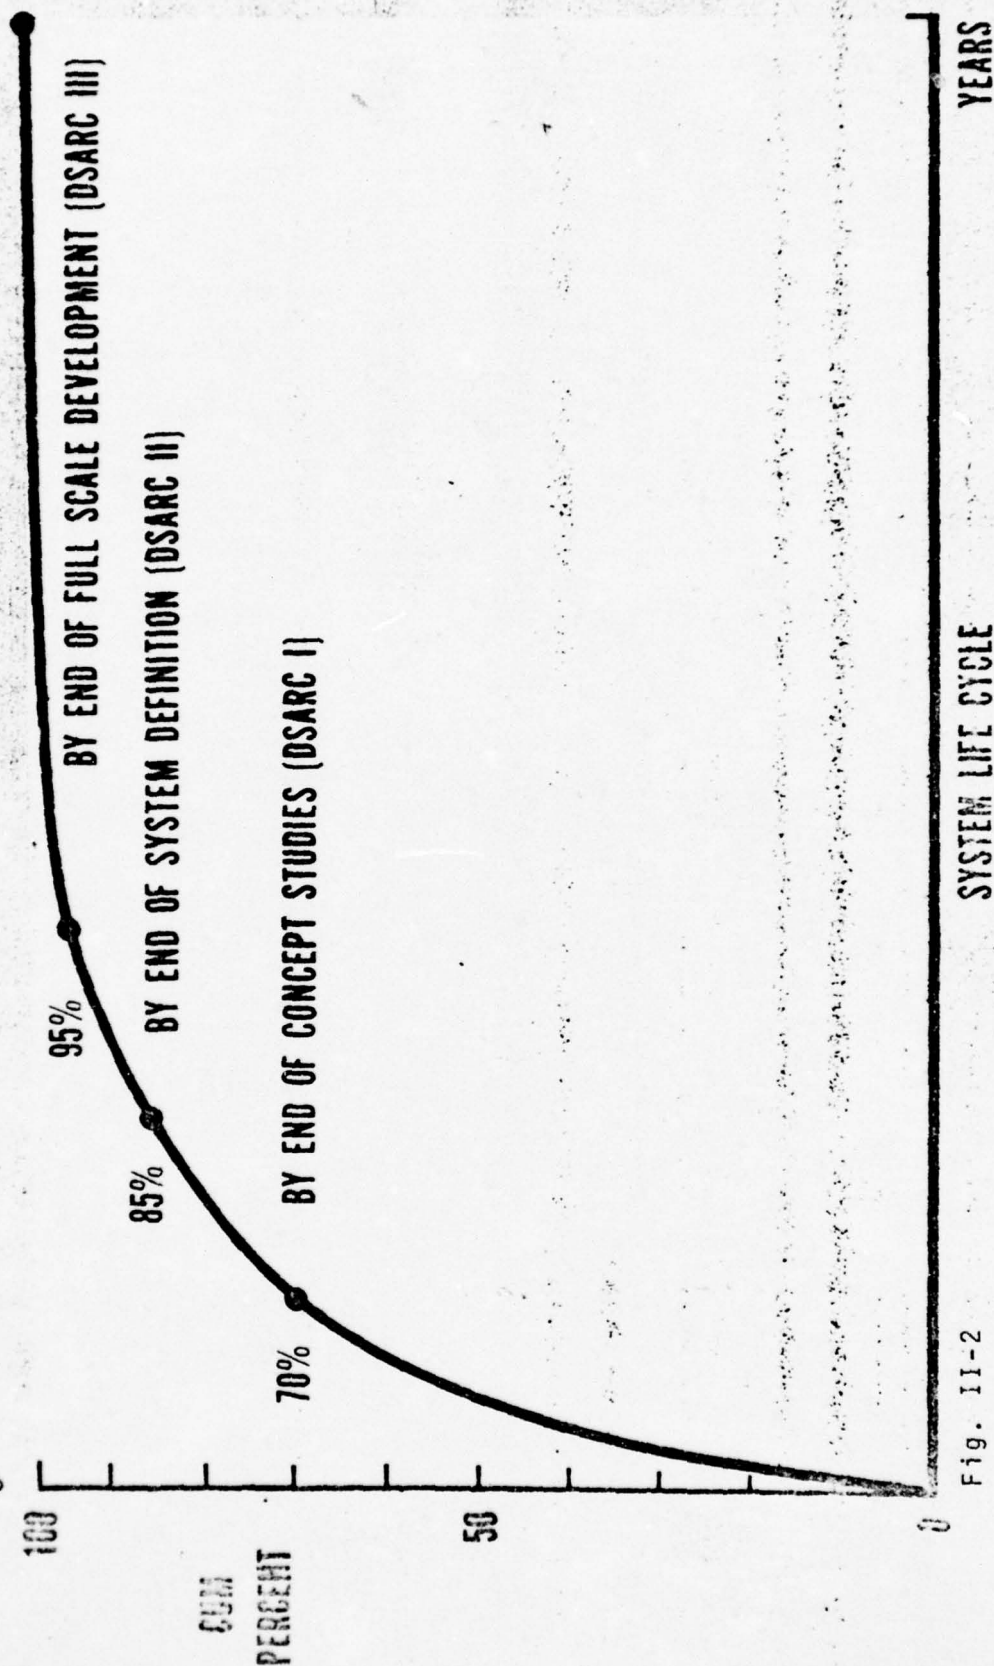 100
CUM
PERCENT
50
0
95%
BY END OF FULL SCALE DEVELOPMENT (DSARC III)
85%
BY END OF SYSTEM DEFINITION (DSARC II)
70%
BY END OF CONCEPT STUDIES (DSARC I)
SYSTEM LIFE CYCLE
YEARS
Fig. II-2